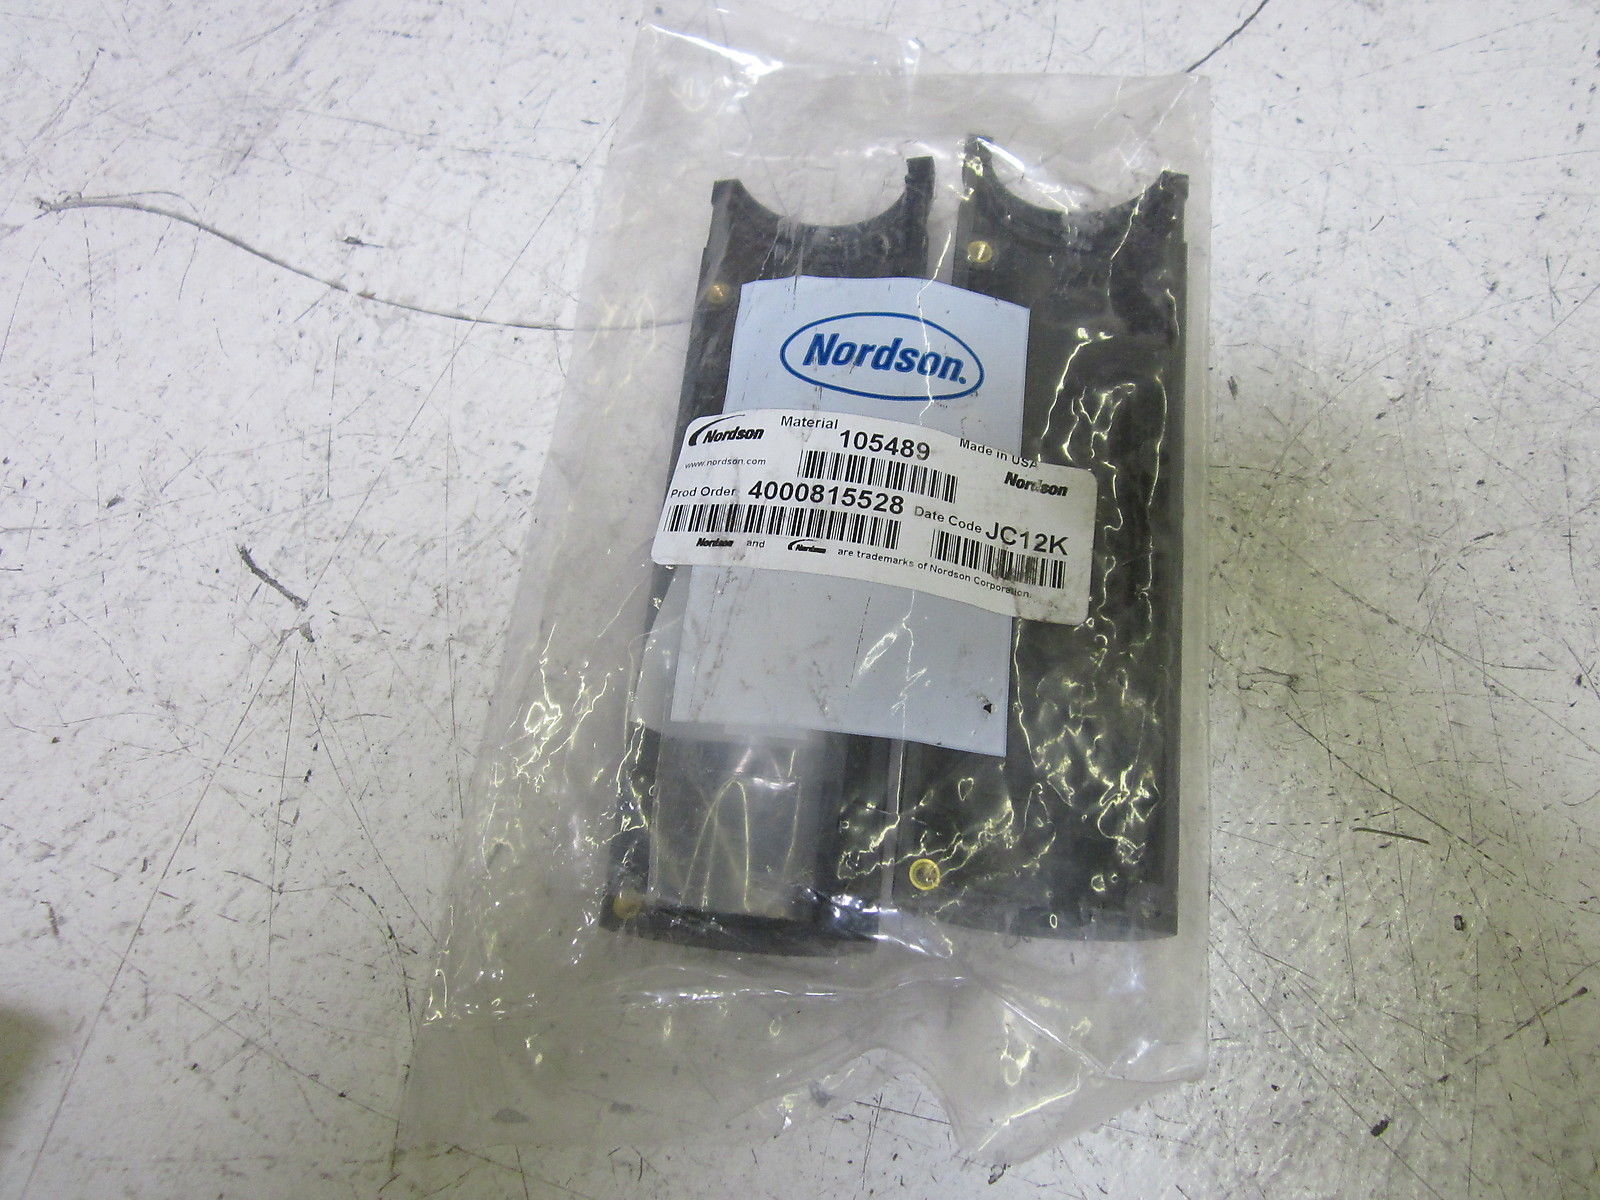 Nordson.
Nordson Material 105489 Made in USA
www.nordson.com Nordson
Prod Order 4000815528 Date Code JC12K
Nordson and Nordson are trademarks of Nordson Corporation.